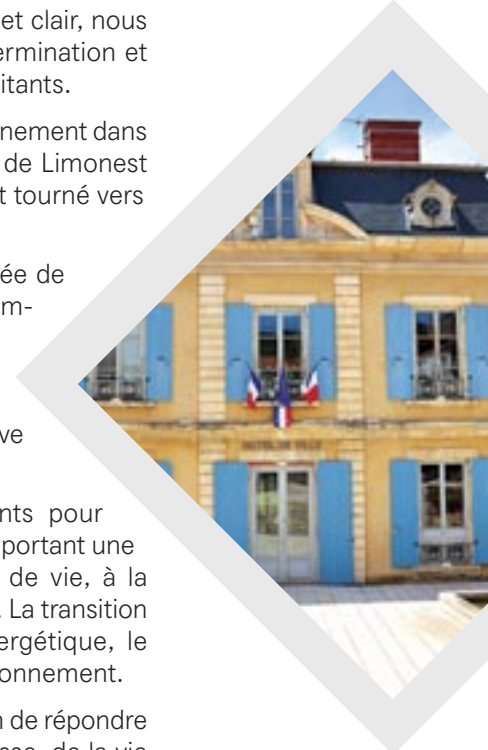 et clair, nous
ermination et
itants.
nement dans
de Limonest
t tourné vers
ée de
m-
ve
nts pour
portant une
de vie, à la
. La transition
ergétique, le
onnement.
n de répondre
HOTEL DE VILLE